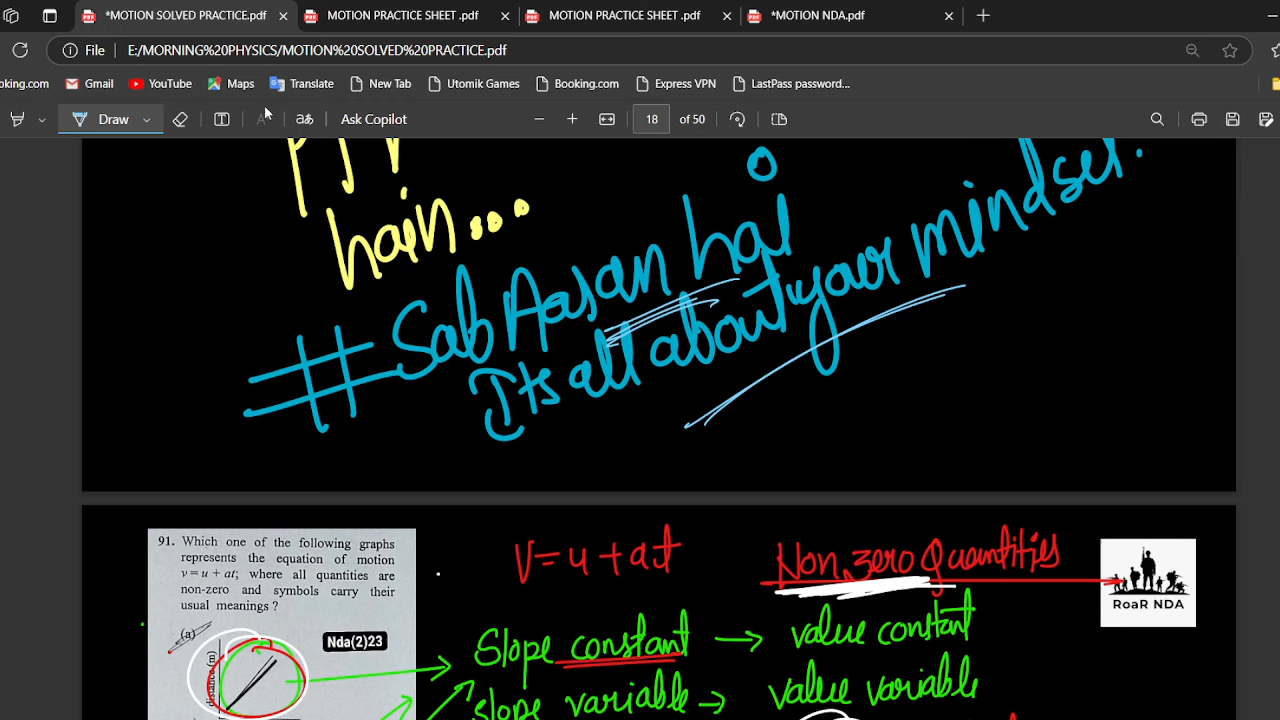 *MOTION SOLVED PRACTICE.pdf
MOTION PRACTICE SHEET .pdf
MOTION PRACTICE SHEET .pdf
*MOTION NDA.pdf
File
E:/MORNING%20PHYSICS/MOTION%20SOLVED%20PRACTICE.pdf
oking.com
Gmail
YouTube
Maps
Translate
New Tab
Utomik Games
Booking.com
Express VPN
LastPass password...
Draw
Ask Copilot
18 of 50
hain...
#Sab Aasan hai
Its all about your mindset.
91. Which one of the following graphs
represents the equation of motion
v = u + at; where all quantities are
non-zero and symbols carry their
usual meanings ?
(a)
Nda(2)23
distance (m)
V = u + at
Non zero Quantities
RoaR NDA
Slope constant → value constant
slope variable → value variable